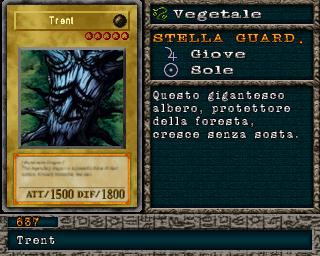 Trent
ATT/1500 DIF/1800
Vegetale
STELLA GUARD.
Giove
Sole
Questo gigantesco
albero, protettore
della foresta,
cresce senza sosta.
637
Trent